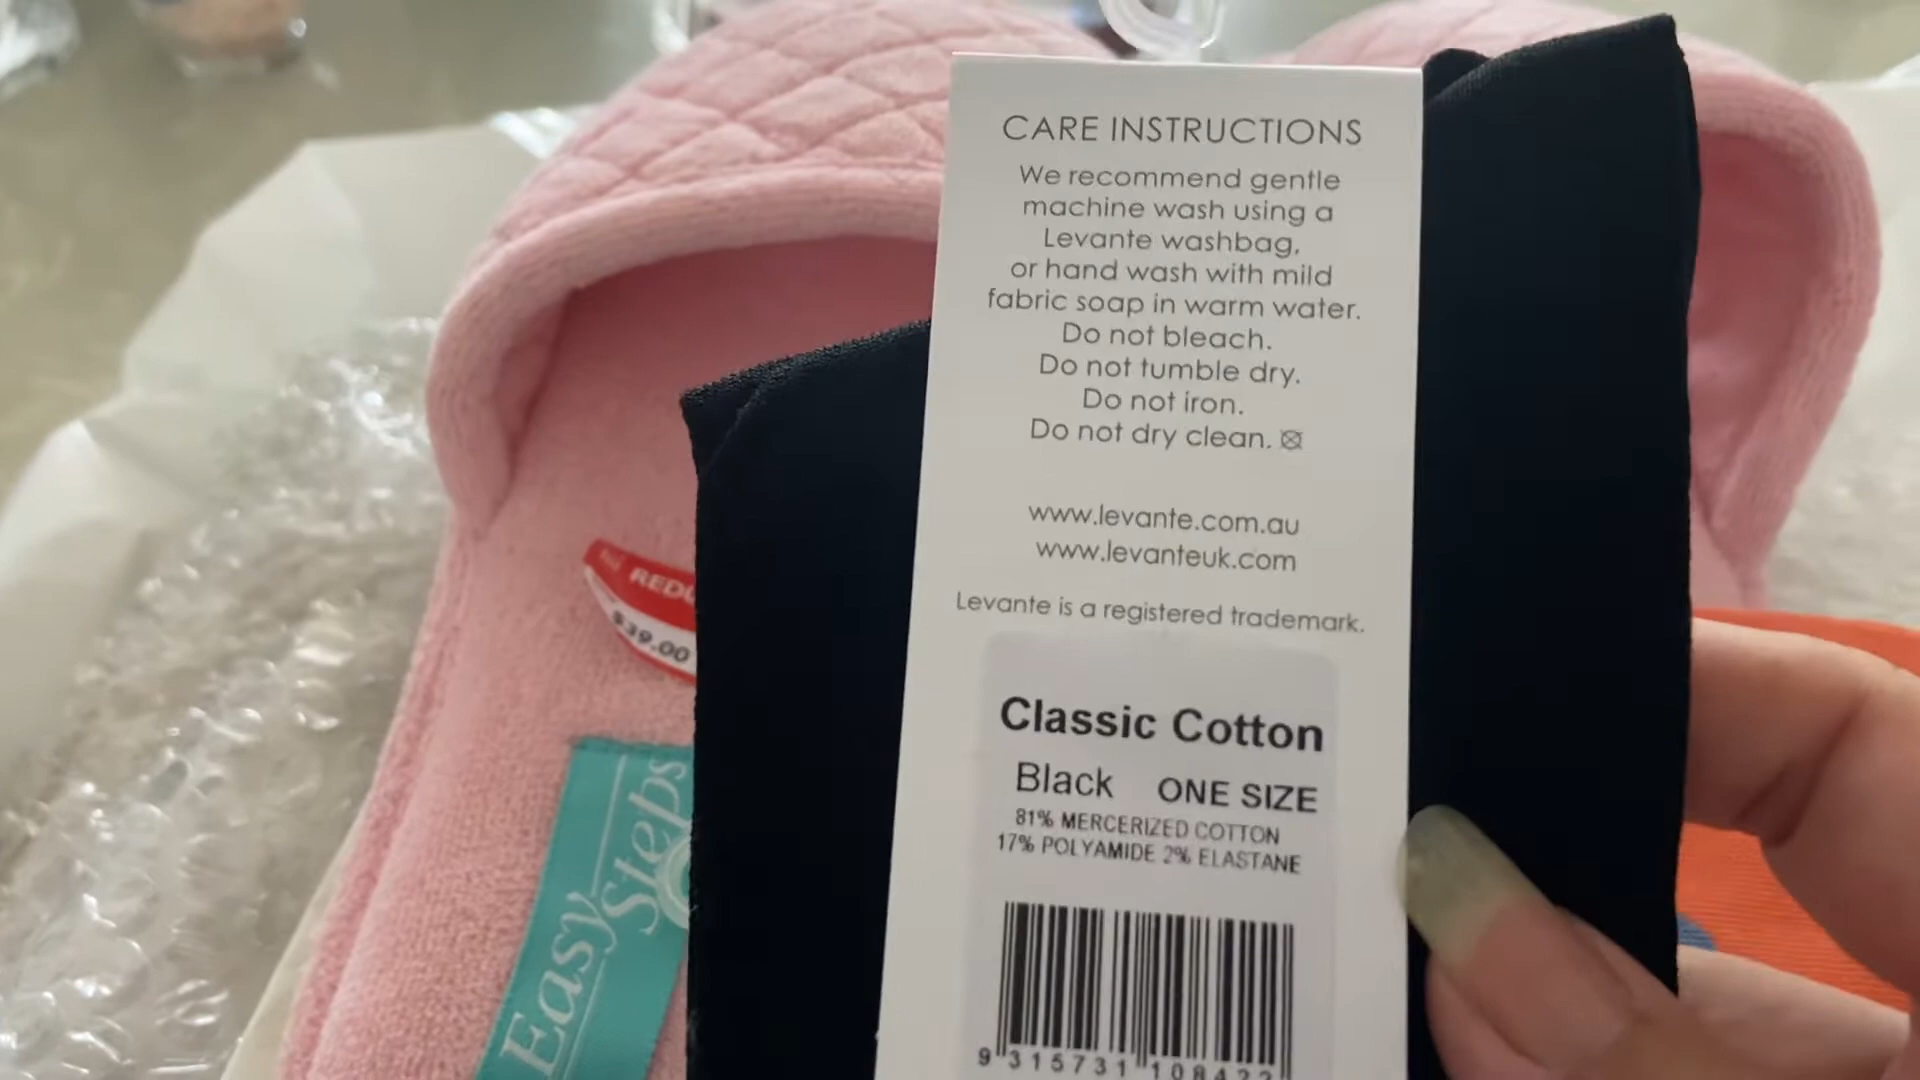 CARE INSTRUCTIONS
We recommend gentle
machine wash using a
Levante washbag,
or hand wash with mild
fabric soap in warm water.
Do not bleach.
Do not tumble dry.
Do not iron.
Do not dry clean.
www.levante.com.au
www.levanteuk.com
Levante is a registered trademark.
Classic Cotton
Black ONE SIZE
81% MERCERIZED COTTON
17% POLYAMIDE 2% ELASTANE
9 315731 108422
$39.00
Easy
Steps